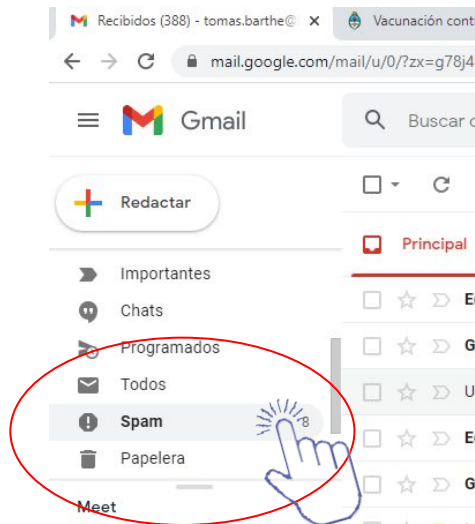 Recibidos (388) - tomas.barthe@
Vacunación cont
mail.google.com/mail/u/0/?zx=g78j4
Gmail
Buscar
Redactar
Principal
Importantes
Chats
Programados
G
Todos
U
Spam
8
Papelera
G
Meet